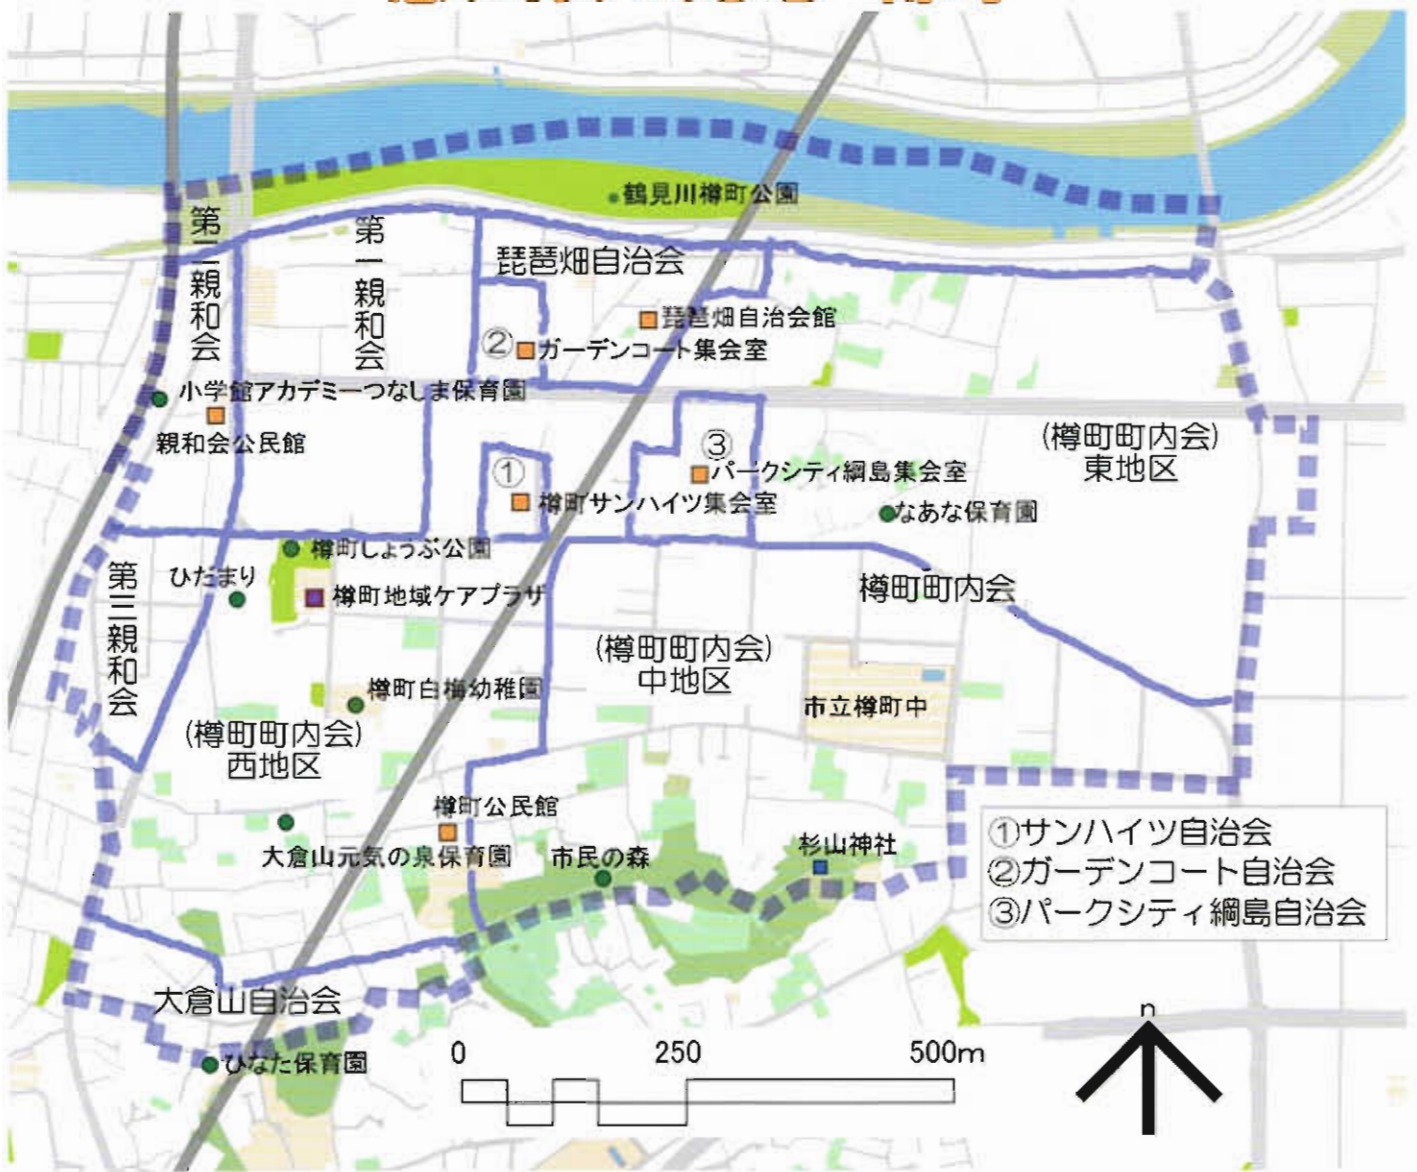 鶴見川樽町公園
第二親和会
第一親和会
琵琶畑自治会
琵琶畑自治会館
②
ガーデンコート集会室
小学館アカデミーつなしま保育園
親和会公民館
(樽町町内会)
東地区
③
パークシティ綱島集会室
①
樽町サンハイツ集会室
なあな保育園
樽町しょうぶ公園
ひだまり
樽町地域ケアプラザ
第三親和会
樽町町内会
(樽町町内会)
中地区
樽町白梅幼稚園
市立樽町中
(樽町町内会)
西地区
樽町公民館
大倉山元気の泉保育園
市民の森
杉山神社
①サンハイツ自治会
②ガーデンコート自治会
③パークシティ綱島自治会
大倉山自治会
ひなた保育園
0 250 500m
n